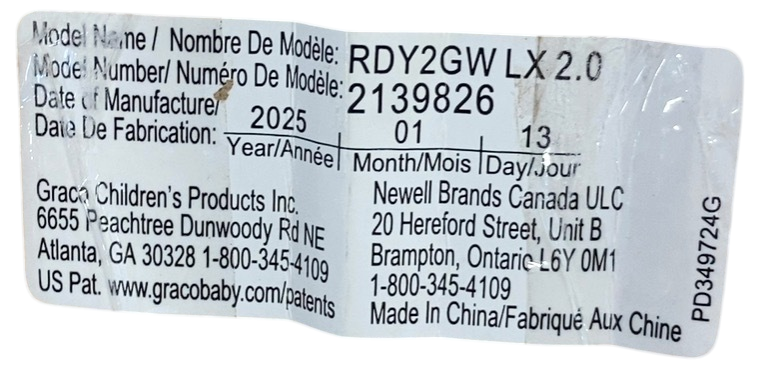 Model Name / Nombre De Modèle: RDY2GW LX 2.0
Model Number/ Numéro De Modèle: 2139826
Date of Manufacture/
Date De Fabrication: 2025 01 13
Year/Année Month/Mois Day/Jour
Graco Children's Products Inc.
6655 Peachtree Dunwoody Rd NE
Atlanta, GA 30328 1-800-345-4109
US Pat. www.gracobaby.com/patents
Newell Brands Canada ULC
20 Hereford Street, Unit B
Brampton, Ontario L6Y 0M1
1-800-345-4109
Made In China/Fabriqué Aux Chine
PD349724G